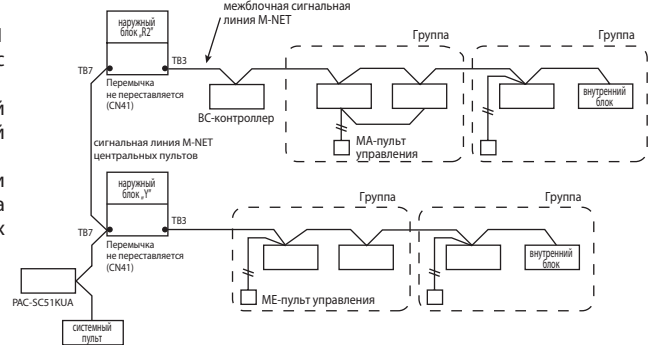 межблочная сигнальная
линия M-NET
наружный
блок „R2"
TB7
TB3
Перемычка
не переставляется
(CN41)
BC-контроллер
Группа
Группа
внутренний
блок
MA-пульт
управления
сигнальная линия M-NET
центральных пультов
наружный
блок „Y"
TB7
TB3
Перемычка
не переставляется
(CN41)
Группа
Группа
внутренний
блок
ME-пульт управления
PAC-SC51KUA
системный
пульт